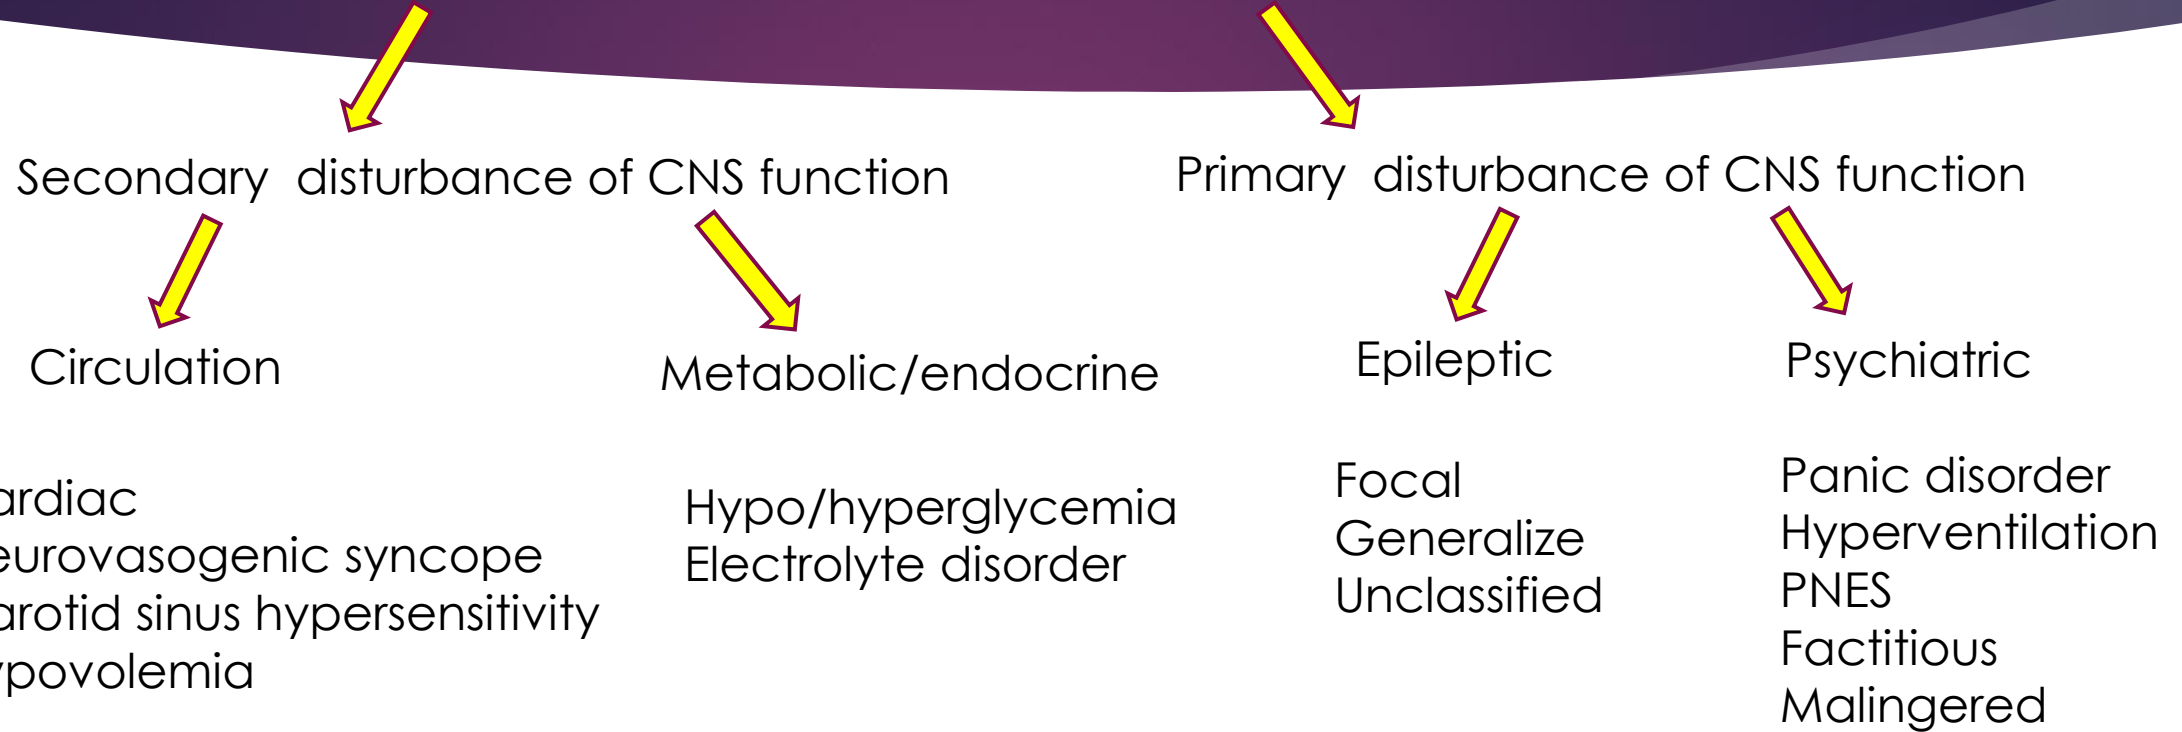 Secondary disturbance of CNS function
Primary disturbance of CNS function
Circulation
Metabolic/endocrine
Epileptic
Psychiatric
ardiac
eurovasogenic syncope
arotid sinus hypersensitivity
ypovolemia
Hypo/hyperglycemia
Electrolyte disorder
Focal
Generalize
Unclassified
Panic disorder
Hyperventilation
PNES
Factitious
Malingered